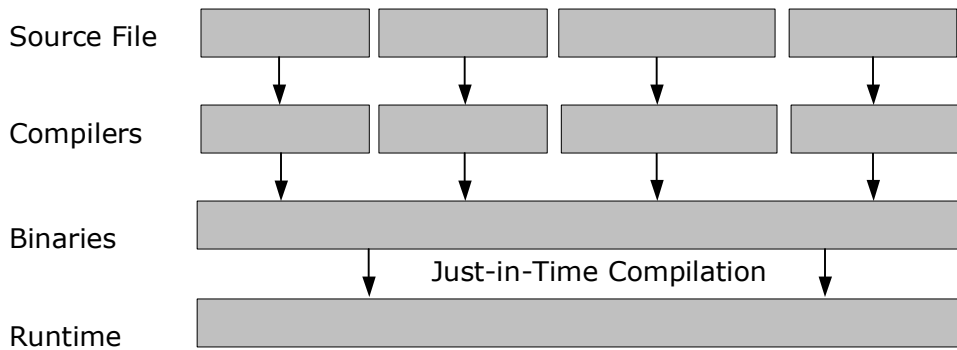 Source File
Compilers
Binaries
Just-in-Time Compilation
Runtime